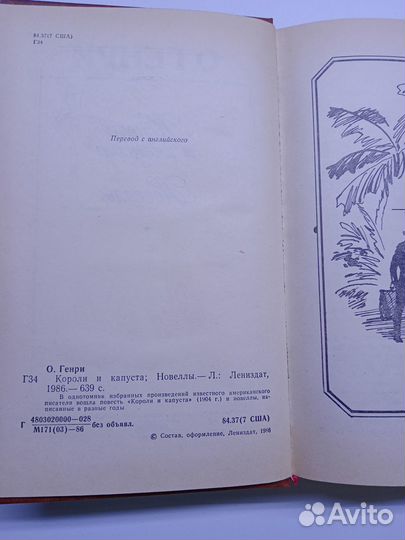 84.37(7 США)
Г34
Перевод с английского
О. Генри
Г34 Короли и капуста; Новеллы.— Л.: Лениздат,
1986.— 639 с.
В однотомник избранных произведений известного американского
писателя вошла повесть «Короли и капуста» (1904 г.) и новеллы, на-
писанные в разные годы
Г 4803020000—028
М171(03)—86 без объявл. 84.37(7 США)
© Состав, оформление, Лениздат, 1986
Avito